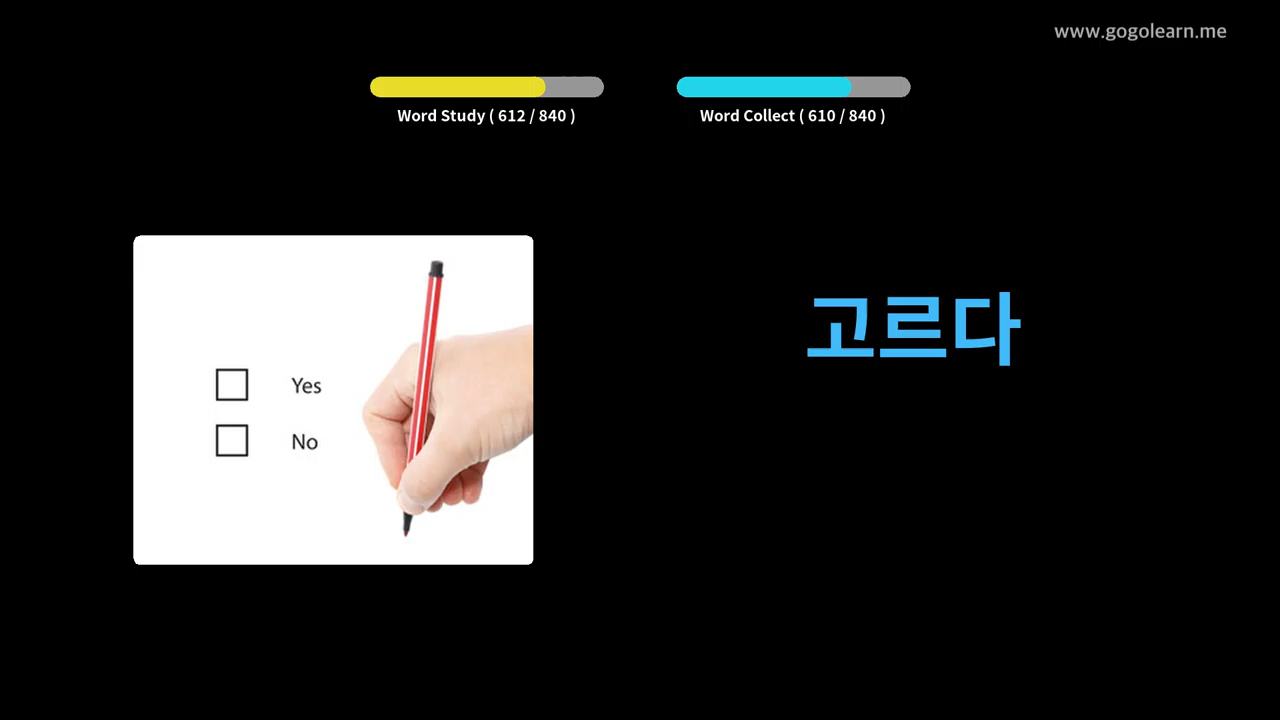 www.gogolearn.me
Word Study ( 612 / 840 )
Word Collect ( 610 / 840 )
고르다
Yes
No